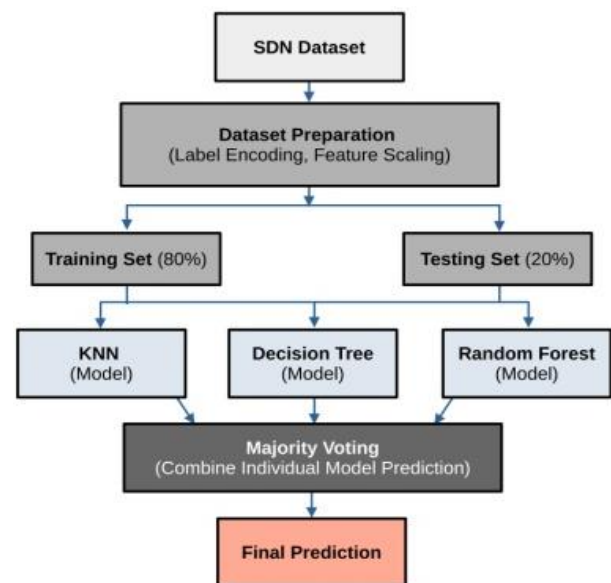 SDN Dataset
Dataset Preparation
(Label Encoding, Feature Scaling)
Training Set (80%)
Testing Set (20%)
KNN
(Model)
Decision Tree
(Model)
Random Forest
(Model)
Majority Voting
(Combine Individual Model Prediction)
Final Prediction